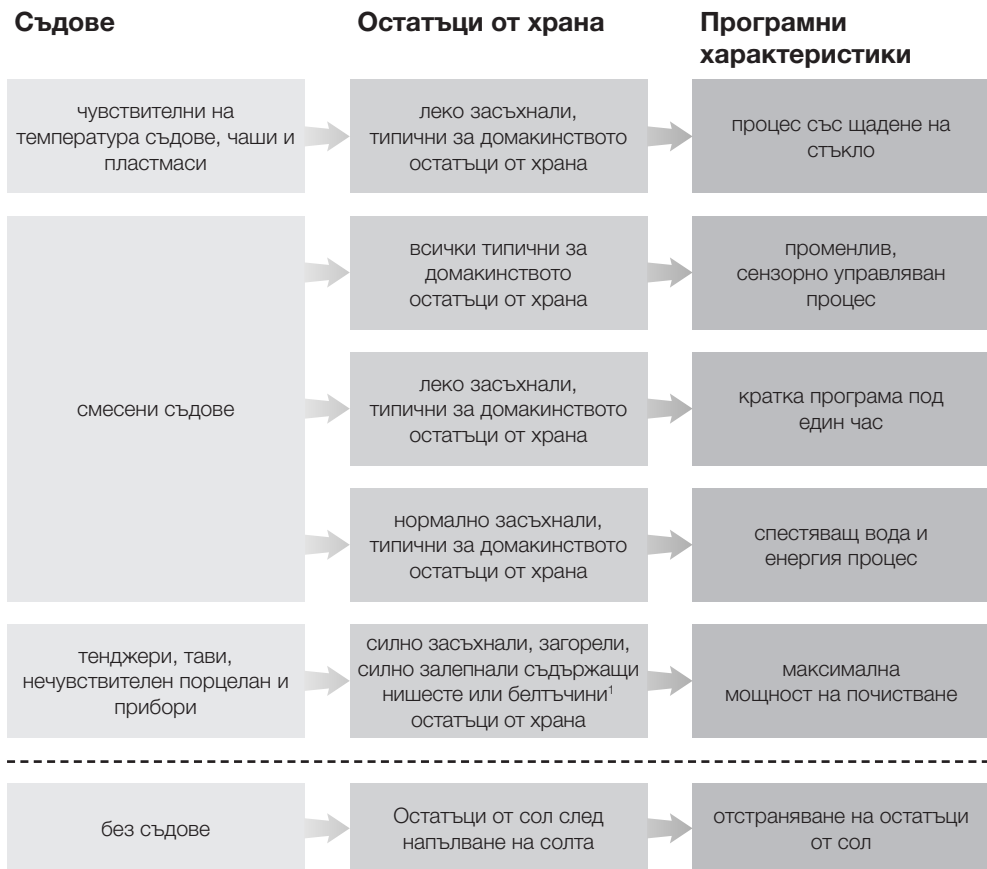 Съдове
Остатъци от храна
Програмни
характеристики
чувствителни на
температура съдове, чаши и
пластмаси
леко засъхнали,
типични за домакинството
остатъци от храна
процес със щадене на
стъкло
смесени съдове
всички типични за
домакинството
остатъци от храна
променлив,
сензорно управляван
процес
леко засъхнали,
типични за домакинството
остатъци от храна
кратка програма под
един час
нормално засъхнали,
типични за домакинството
остатъци от храна
спестяващ вода и
енергия процес
тенджери, тави,
нечувствителен порцелан и
прибори
силно засъхнали, загорели,
силно залепнали съдържащи
нишесте или белтъчини¹
остатъци от храна
максимална
мощност на почистване
без съдове
Остатъци от сол след
напълване на солта
отстраняване на остатъци
от сол